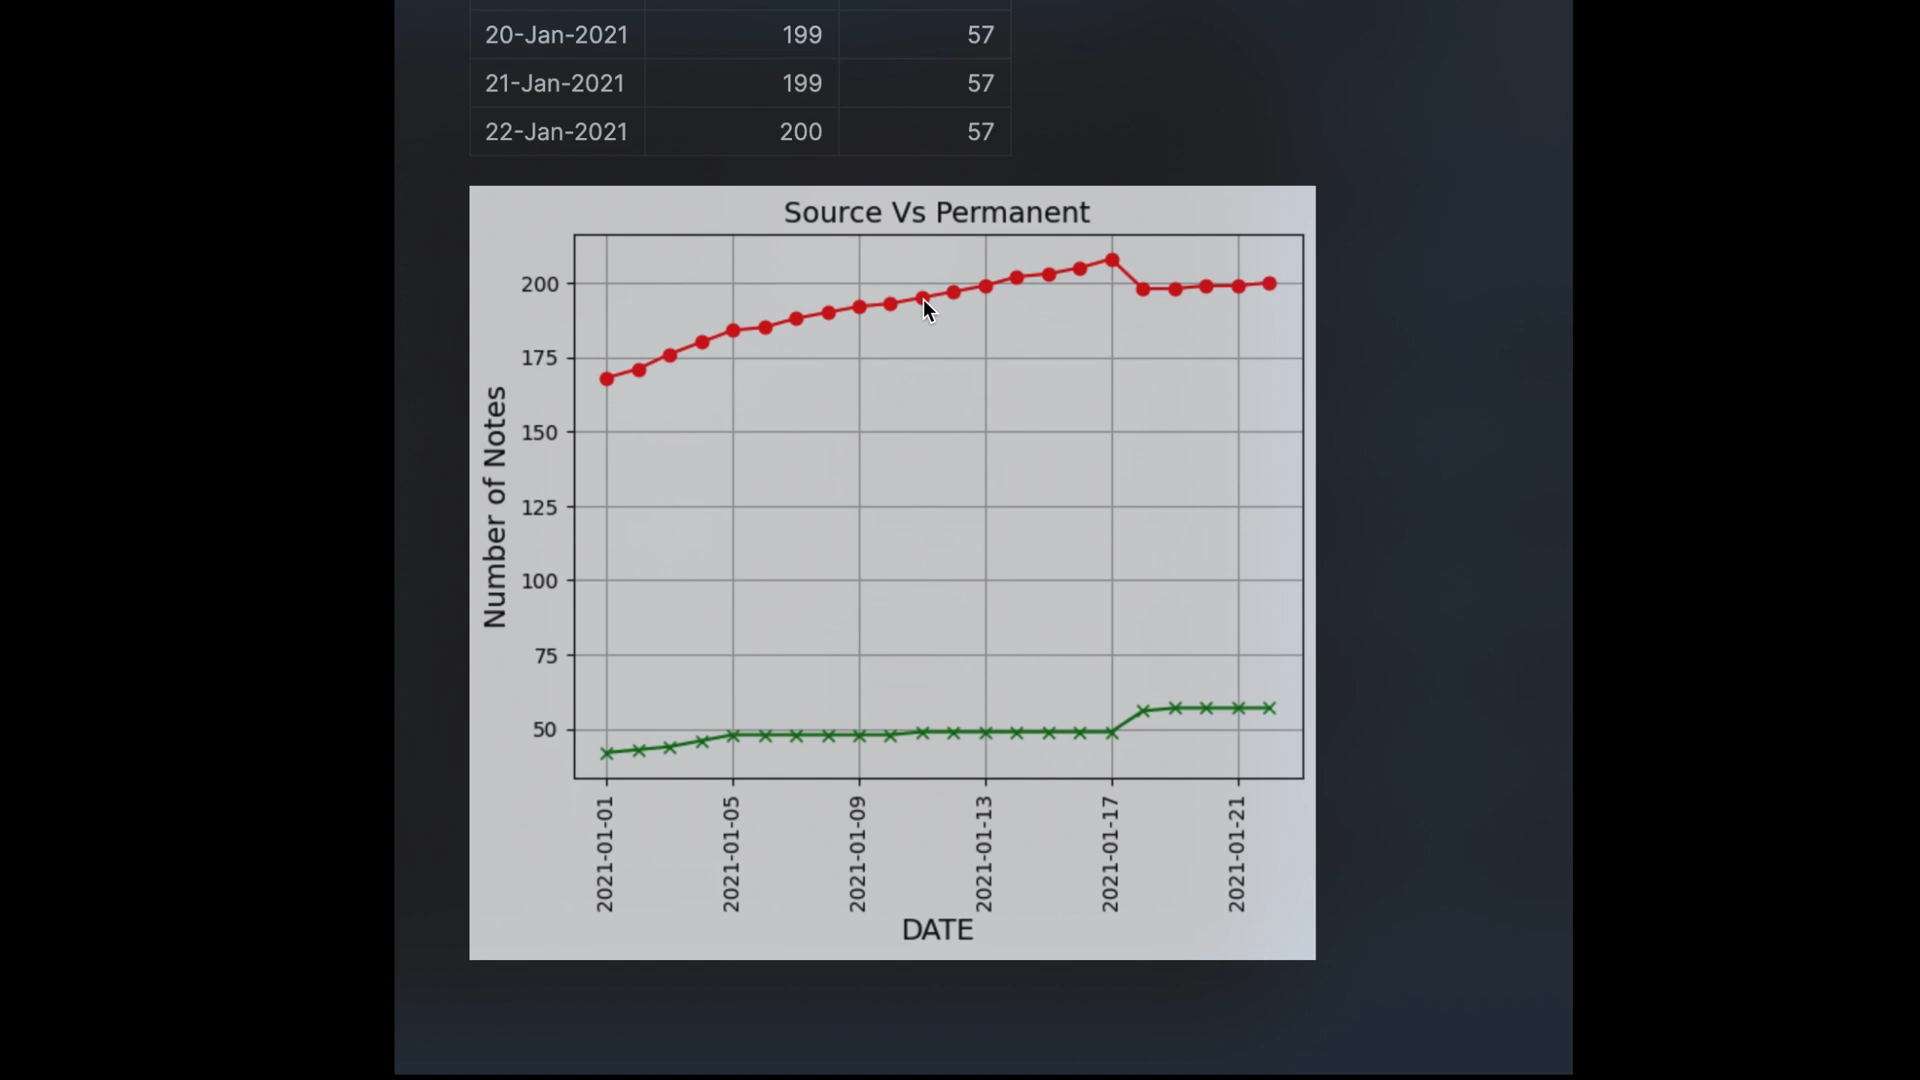 20-Jan-2021 199 57
21-Jan-2021 199 57
22-Jan-2021 200 57
Source Vs Permanent
200
175
150
125
100
75
50
Number of Notes
2021-01-01
2021-01-05
2021-01-09
2021-01-13
2021-01-17
2021-01-21
DATE